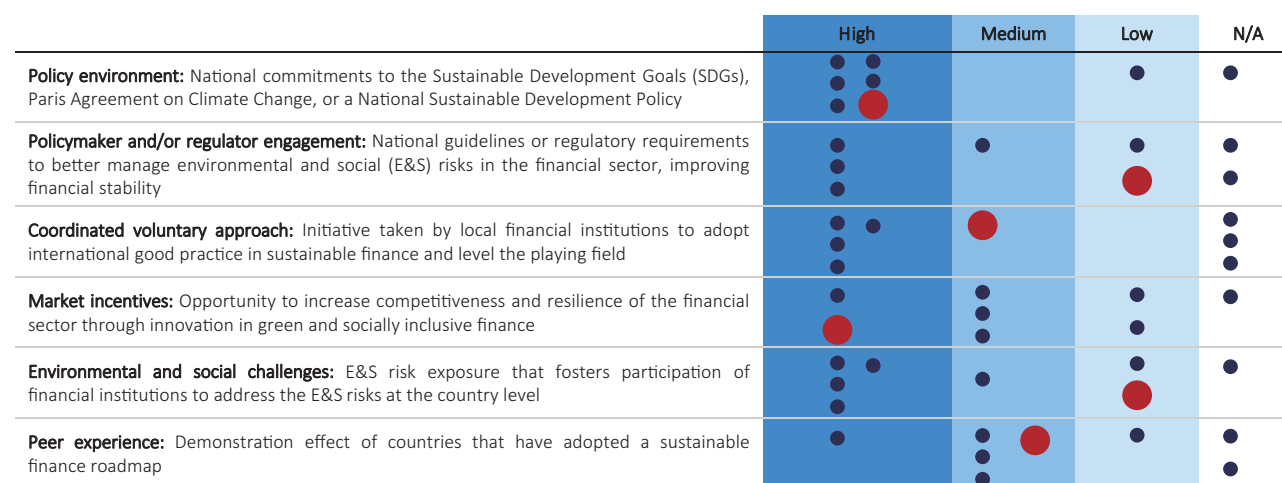 High Medium Low N/A
Policy environment: National commitments to the Sustainable Development Goals (SDGs),
Paris Agreement on Climate Change, or a National Sustainable Development Policy
Policymaker and/or regulator engagement: National guidelines or regulatory requirements
to better manage environmental and social (E&S) risks in the financial sector, improving
financial stability
Coordinated voluntary approach: Initiative taken by local financial institutions to adopt
international good practice in sustainable finance and level the playing field
Market incentives: Opportunity to increase competitiveness and resilience of the financial
sector through innovation in green and socially inclusive finance
Environmental and social challenges: E&S risk exposure that fosters participation of
financial institutions to address the E&S risks at the country level
Peer experience: Demonstration effect of countries that have adopted a sustainable
finance roadmap